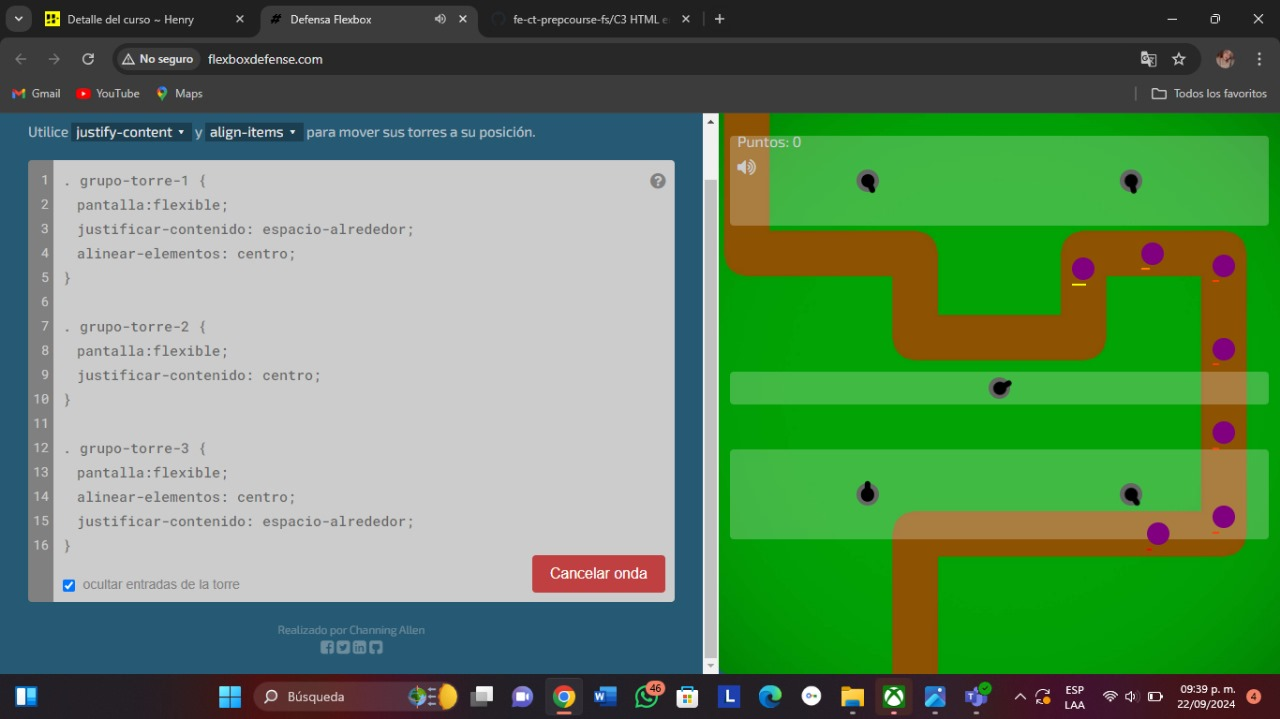 Detalle del curso ~ Henry
Defensa Flexbox
fe-ct-prepcourse-fs/C3 HTML e
No seguro
flexboxdefense.com
Gmail
YouTube
Maps
Todos los favoritos
Utilice justify-content y align-items para mover sus torres a su posición.
1 . grupo-torre-1 {
2 pantalla:flexible;
3 justificar-contenido: espacio-alrededor;
4 alinear-elementos: centro;
5 }
6
7 . grupo-torre-2 {
8 pantalla:flexible;
9 justificar-contenido: centro;
10 }
11
12 . grupo-torre-3 {
13 pantalla:flexible;
14 alinear-elementos: centro;
15 justificar-contenido: espacio-alrededor;
16 }
?
ocultar entradas de la torre
Cancelar onda
Realizado por Channing Allen
Puntos: 0
Búsqueda
46
ESP
LAA
09:39 p. m.
22/09/2024
4